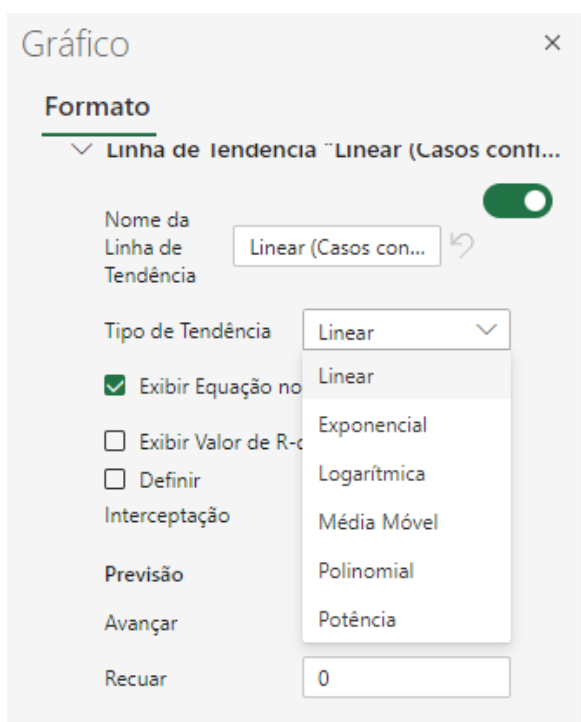 Gráfico
Formato
Linha de Tendência "Linear (Casos confi...
Nome da
Linha de
Tendência
Linear (Casos con...
Tipo de Tendência
Linear
Linear
Exibir Equação no
Exponencial
Exibir Valor de R-
Logarítmica
Definir
Interceptação
Média Móvel
Previsão
Polinomial
Avançar
Potência
Recuar
0